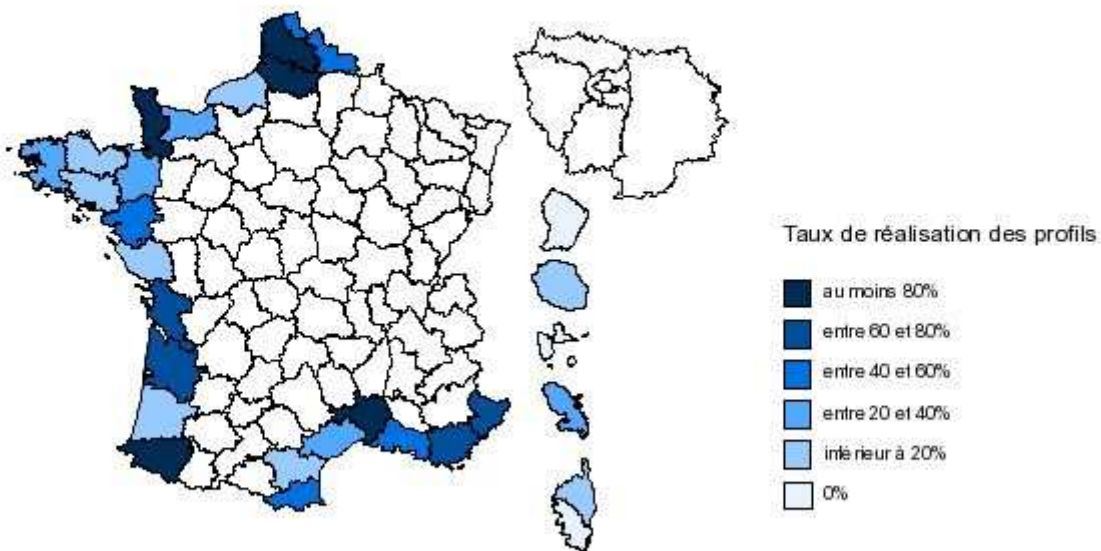 Taux de réalisation des profils
au moins 80%
entre 60 et 80%
entre 40 et 60%
entre 20 et 40%
inférieur à 20%
0%